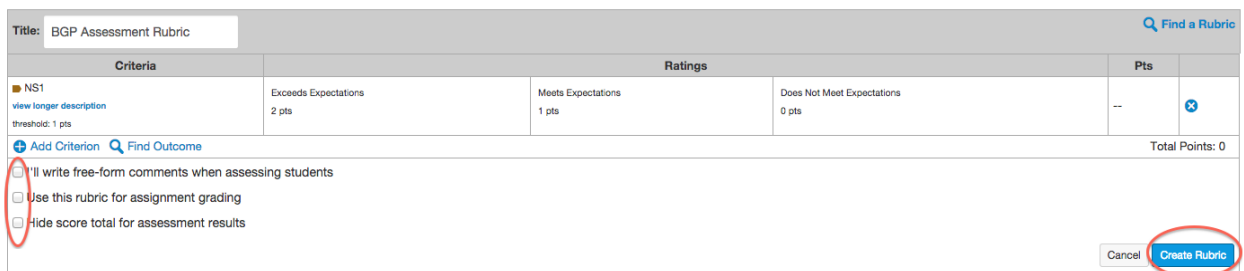 Title: BGP Assessment Rubric Find a Rubric
Criteria Ratings Pts
NS1
view longer description
threshold: 1 pts
Exceeds Expectations
2 pts
Meets Expectations
1 pts
Does Not Meet Expectations
0 pts
--
Add Criterion Find Outcome Total Points: 0
I'll write free-form comments when assessing students
Use this rubric for assignment grading
Hide score total for assessment results
Cancel Create Rubric